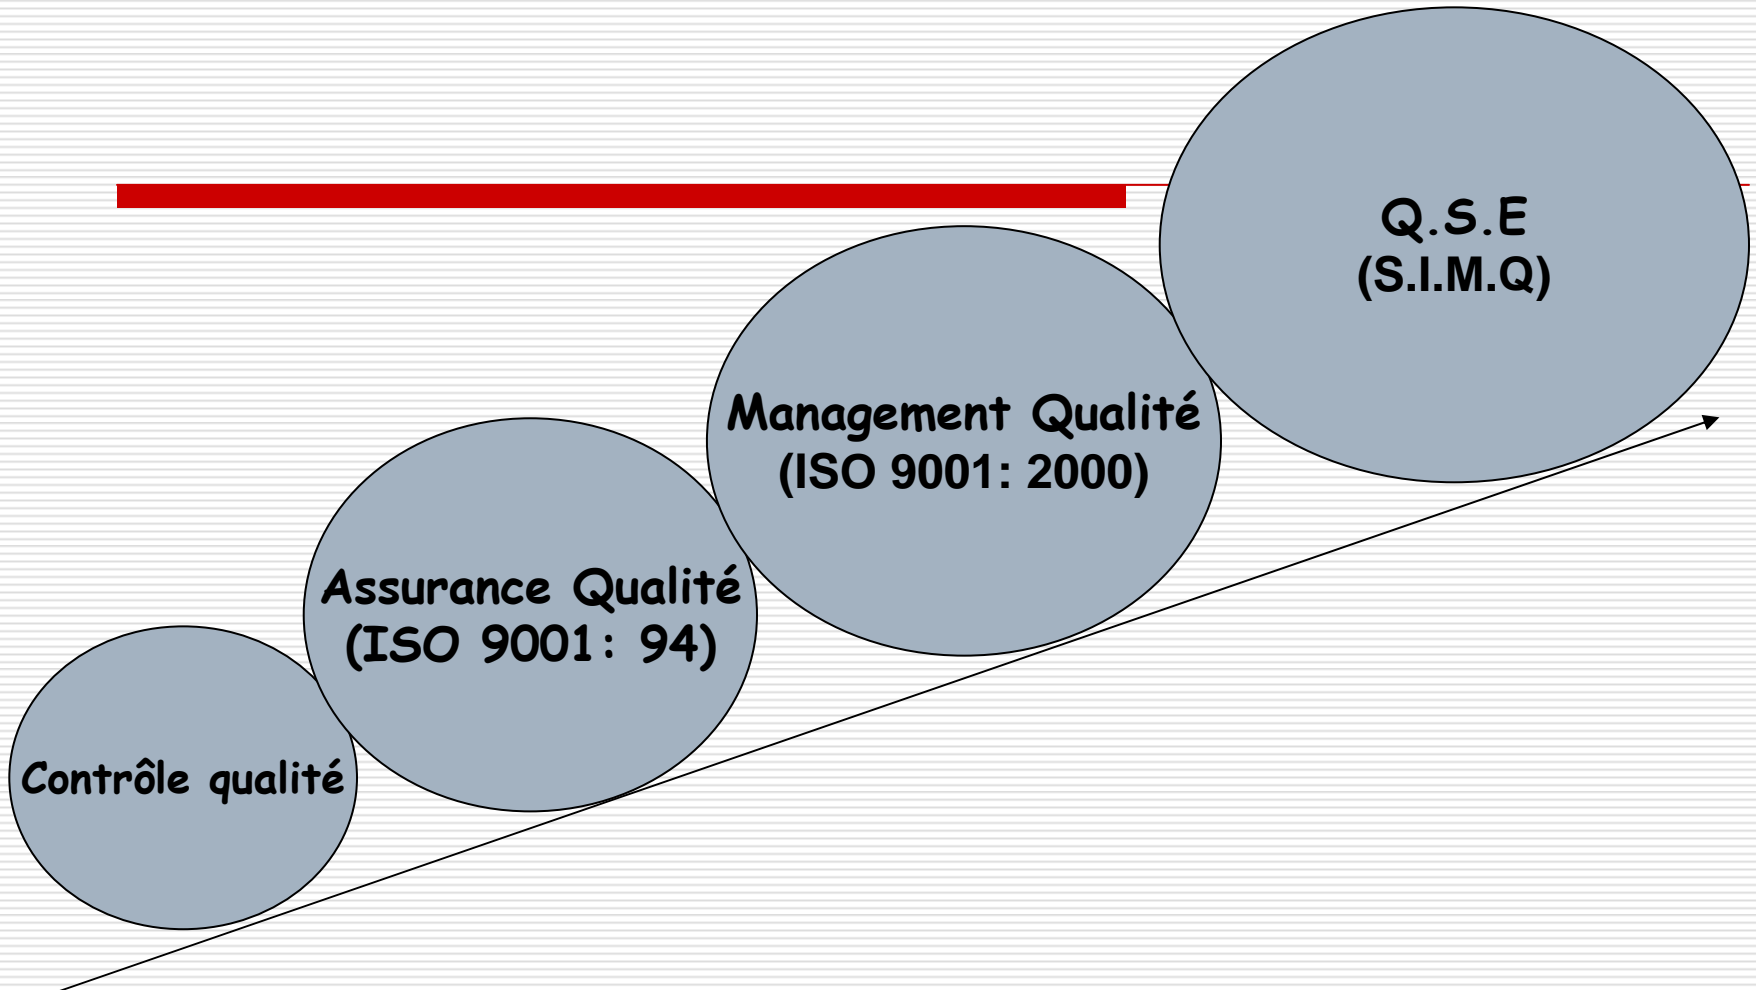 Q.S.E
(S.I.M.Q)
Management Qualité
(ISO 9001: 2000)
Assurance Qualité
(ISO 9001: 94)
Contrôle qualité